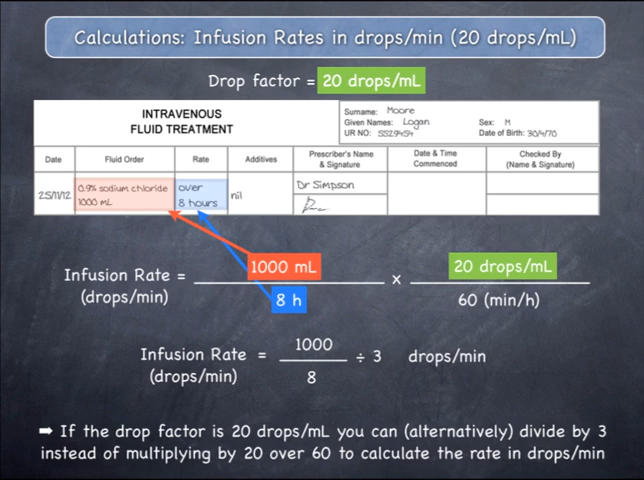 Calculations: Infusion Rates in drops/min (20 drops/mL)
Drop factor = 20 drops/mL
INTRAVENOUS
FLUID TREATMENT
Surname: Moore
Given Names: Logan
Sex: M
UR NO: SS29454
Date of Birth: 30/4/70
Date
Fluid Order
Rate
Additives
Prescriber's Name
& Signature
Date & Time
Commenced
Checked By
(Name & Signature)
25/11/12
0.9% sodium chloride
1000 mL
over
8 hours
nil
Dr Simpson
Infusion Rate =
(drops/min)
1000 mL
8 h
x
20 drops/mL
60 (min/h)
Infusion Rate =
(drops/min)
1000
8
÷ 3 drops/min
➡ If the drop factor is 20 drops/mL you can (alternatively) divide by 3
instead of multiplying by 20 over 60 to calculate the rate in drops/min